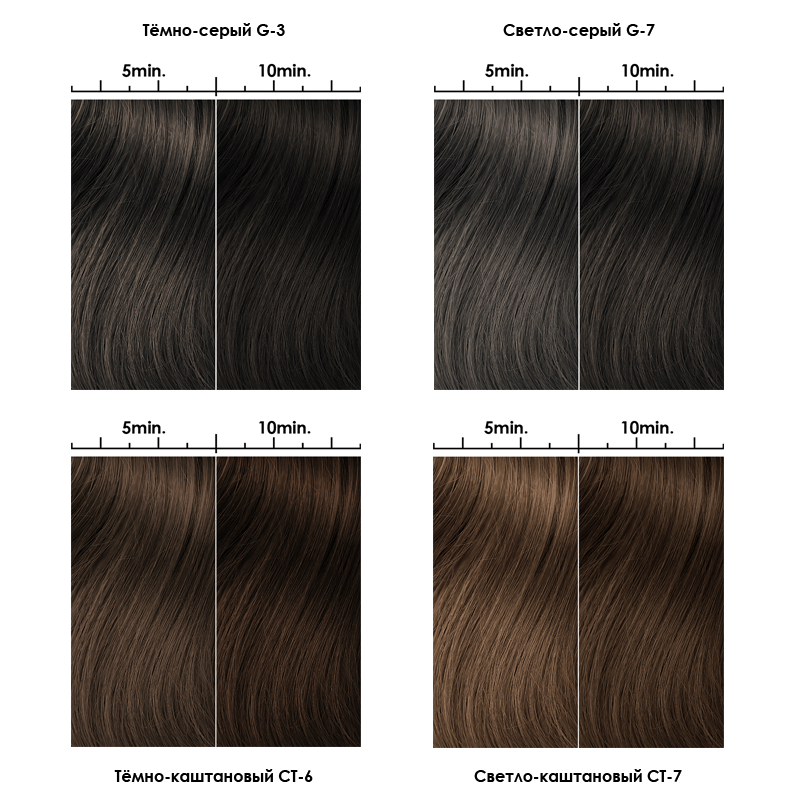 Тёмно-серый G-3
Светло-серый G-7
5min. 10min.
5min. 10min.
5min. 10min.
5min. 10min.
Тёмно-каштановый CT-6
Светло-каштановый CT-7